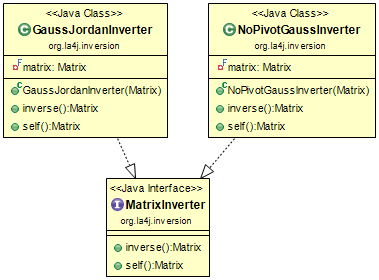 <<Java Class>>
GaussJordanInverter
org.la4j.inversion
matrix: Matrix
GaussJordanInverter(Matrix)
inverse():Matrix
self():Matrix
<<Java Class>>
NoPivotGaussInverter
org.la4j.inversion
matrix: Matrix
NoPivotGaussInverter(Matrix)
inverse():Matrix
self():Matrix
<<Java Interface>>
MatrixInverter
org.la4j.inversion
inverse():Matrix
self():Matrix